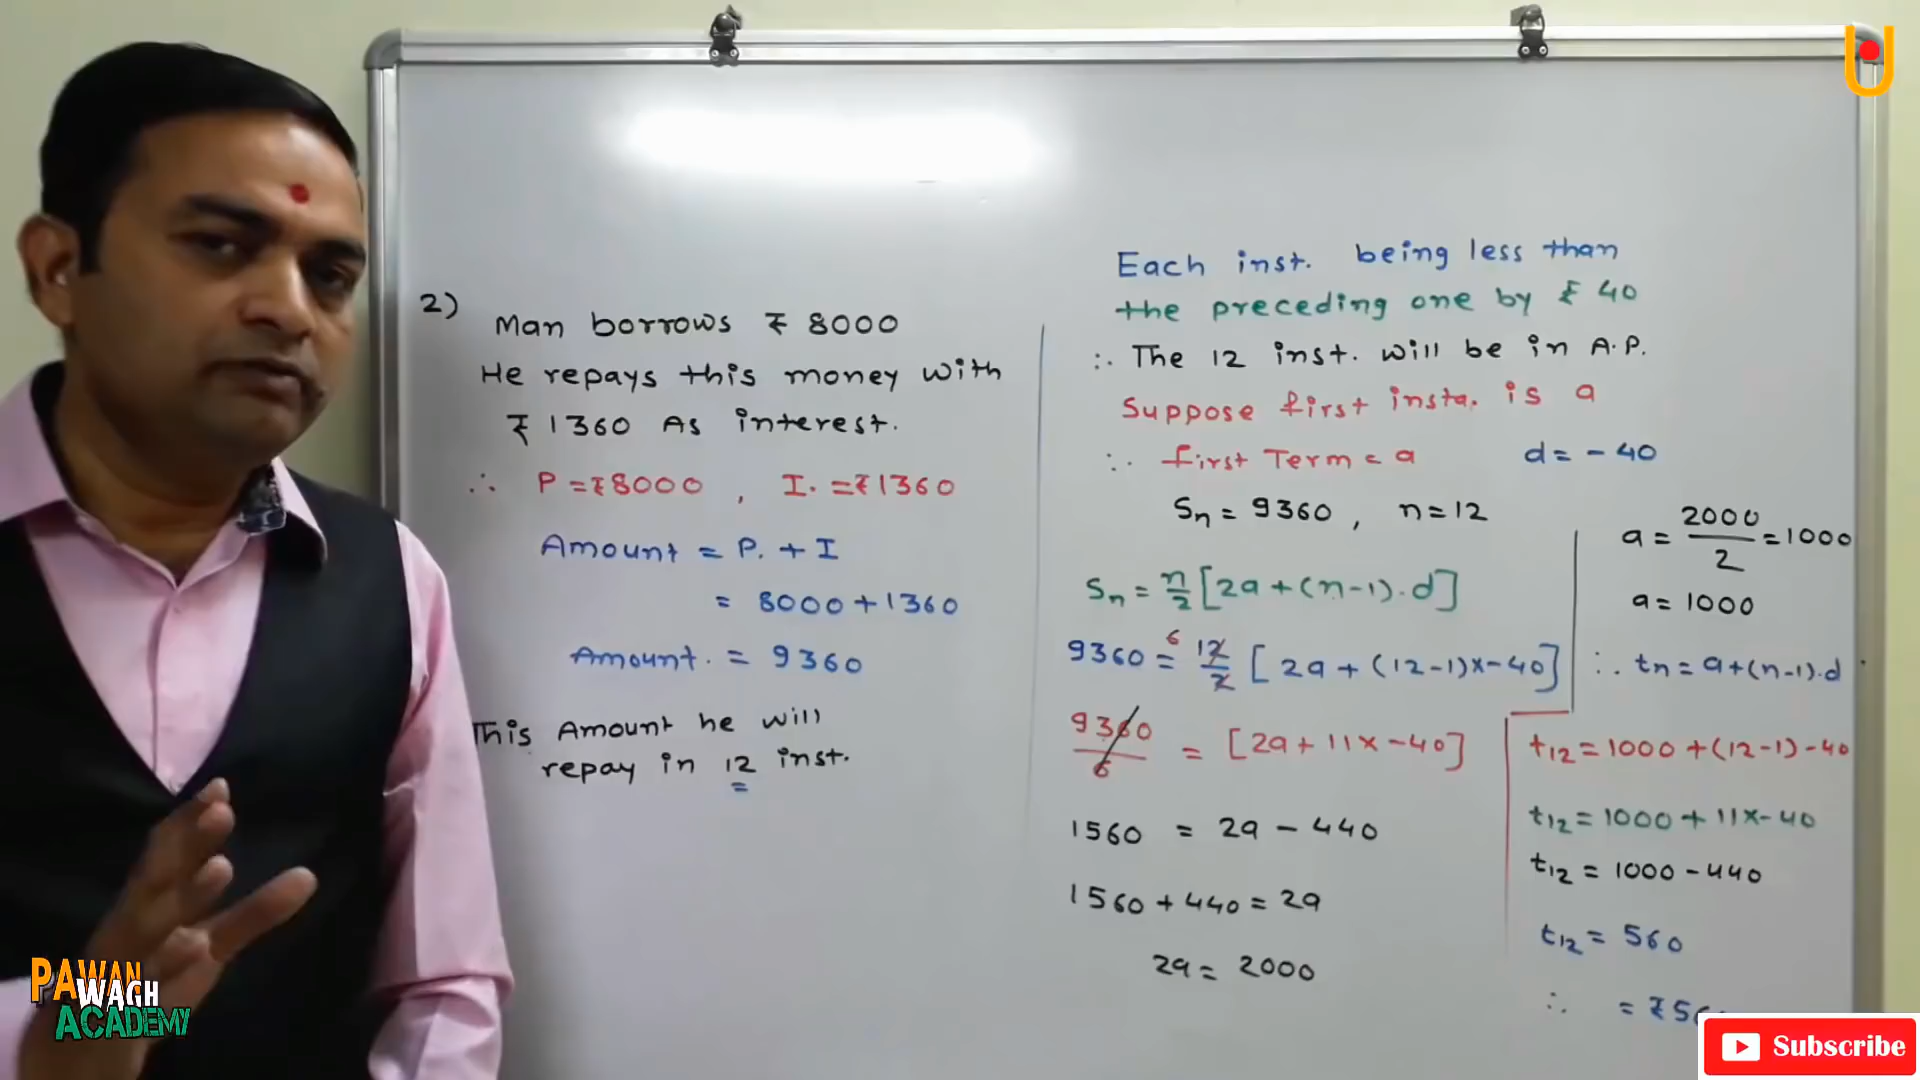 2)
Man borrows ₹ 8000
He repays this money with
₹ 1360 As interest.
∴ P = ₹8000 , I. = ₹1360
Amount = P. + I
= 8000 + 1360
Amount. = 9360
This Amount he will
repay in 12 inst.
Each inst. being less than
the preceding one by ₹ 40
∴ The 12 inst. will be in A.P.
Suppose first insta. is a
∴ first Term = a d = - 40
Sn = 9360 , n = 12
Sn = n/2 [2a + (n-1).d]
9360 = 6 12/2 [2a + (12-1)x-40]
9360/6 = [2a + 11x-40]
1560 = 2a - 440
1560 + 440 = 2a
2a = 2000
a = 2000/2 = 1000
a = 1000
∴ tn = a+(n-1).d
t12 = 1000 + (12-1)-40
t12 = 1000 + 11x-40
t12 = 1000 - 440
t12 = 560
∴ = ₹56
PAWAN
WAGH
ACADEMY
Subscribe